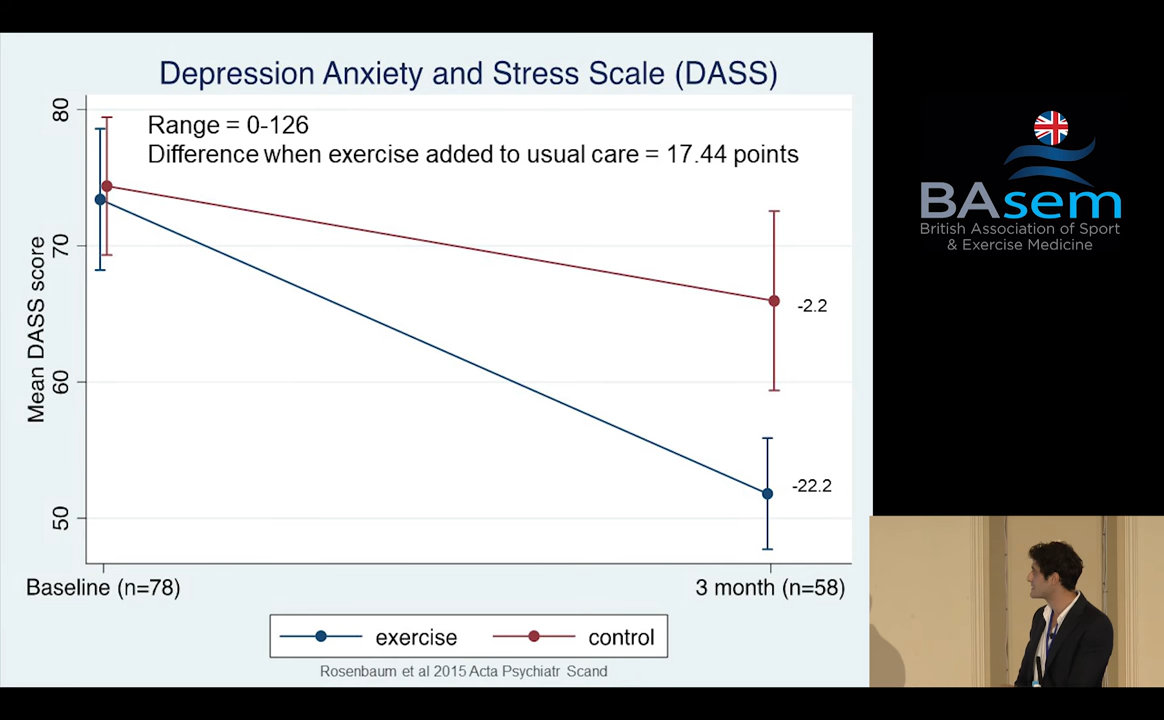 Depression Anxiety and Stress Scale (DASS)
Range = 0-126
Difference when exercise added to usual care = 17.44 points
Mean DASS score
80
70
60
50
-2.2
-22.2
Baseline (n=78)
3 month (n=58)
exercise
control
Rosenbaum et al 2015 Acta Psychiatr Scand
BAsem
British Association of Sport
& Exercise Medicine